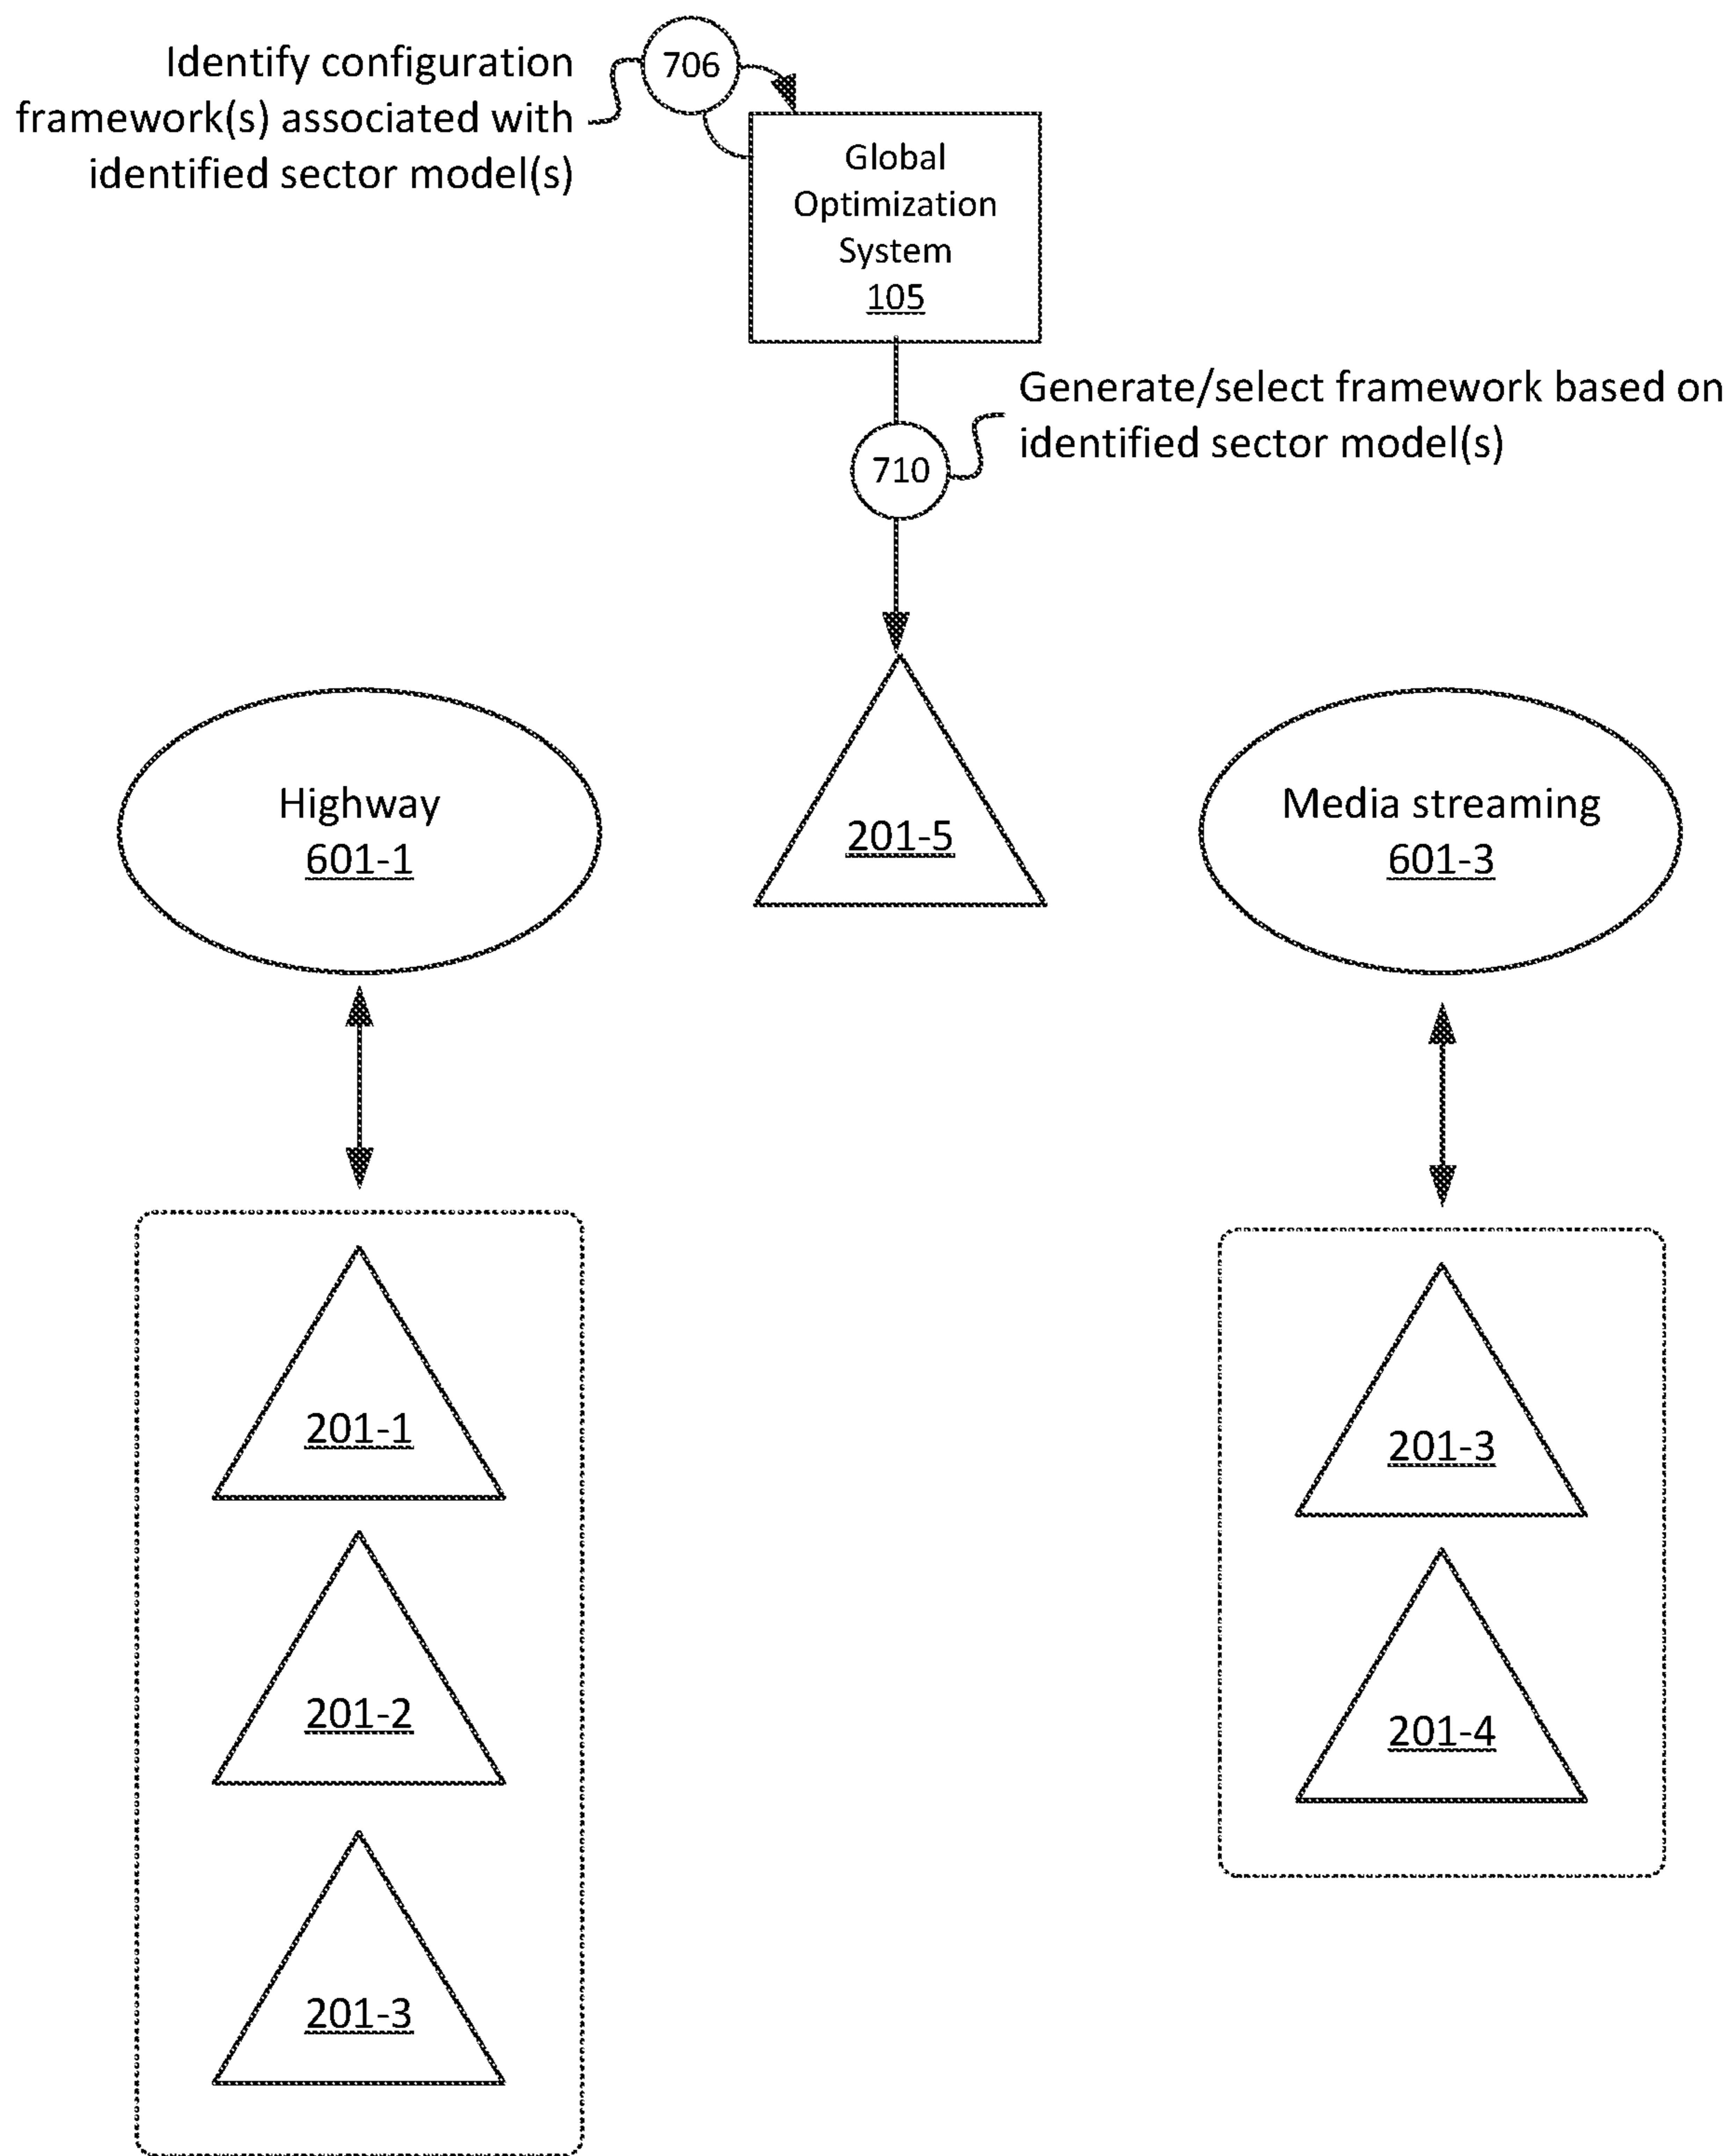 Identify configuration
framework(s) associated with
identified sector model(s)
706
Global
Optimization
System
105
Generate/select framework based on
identified sector model(s)
710
Highway
601-1
201-5
Media streaming
601-3
201-1
201-2
201-3
201-3
201-4